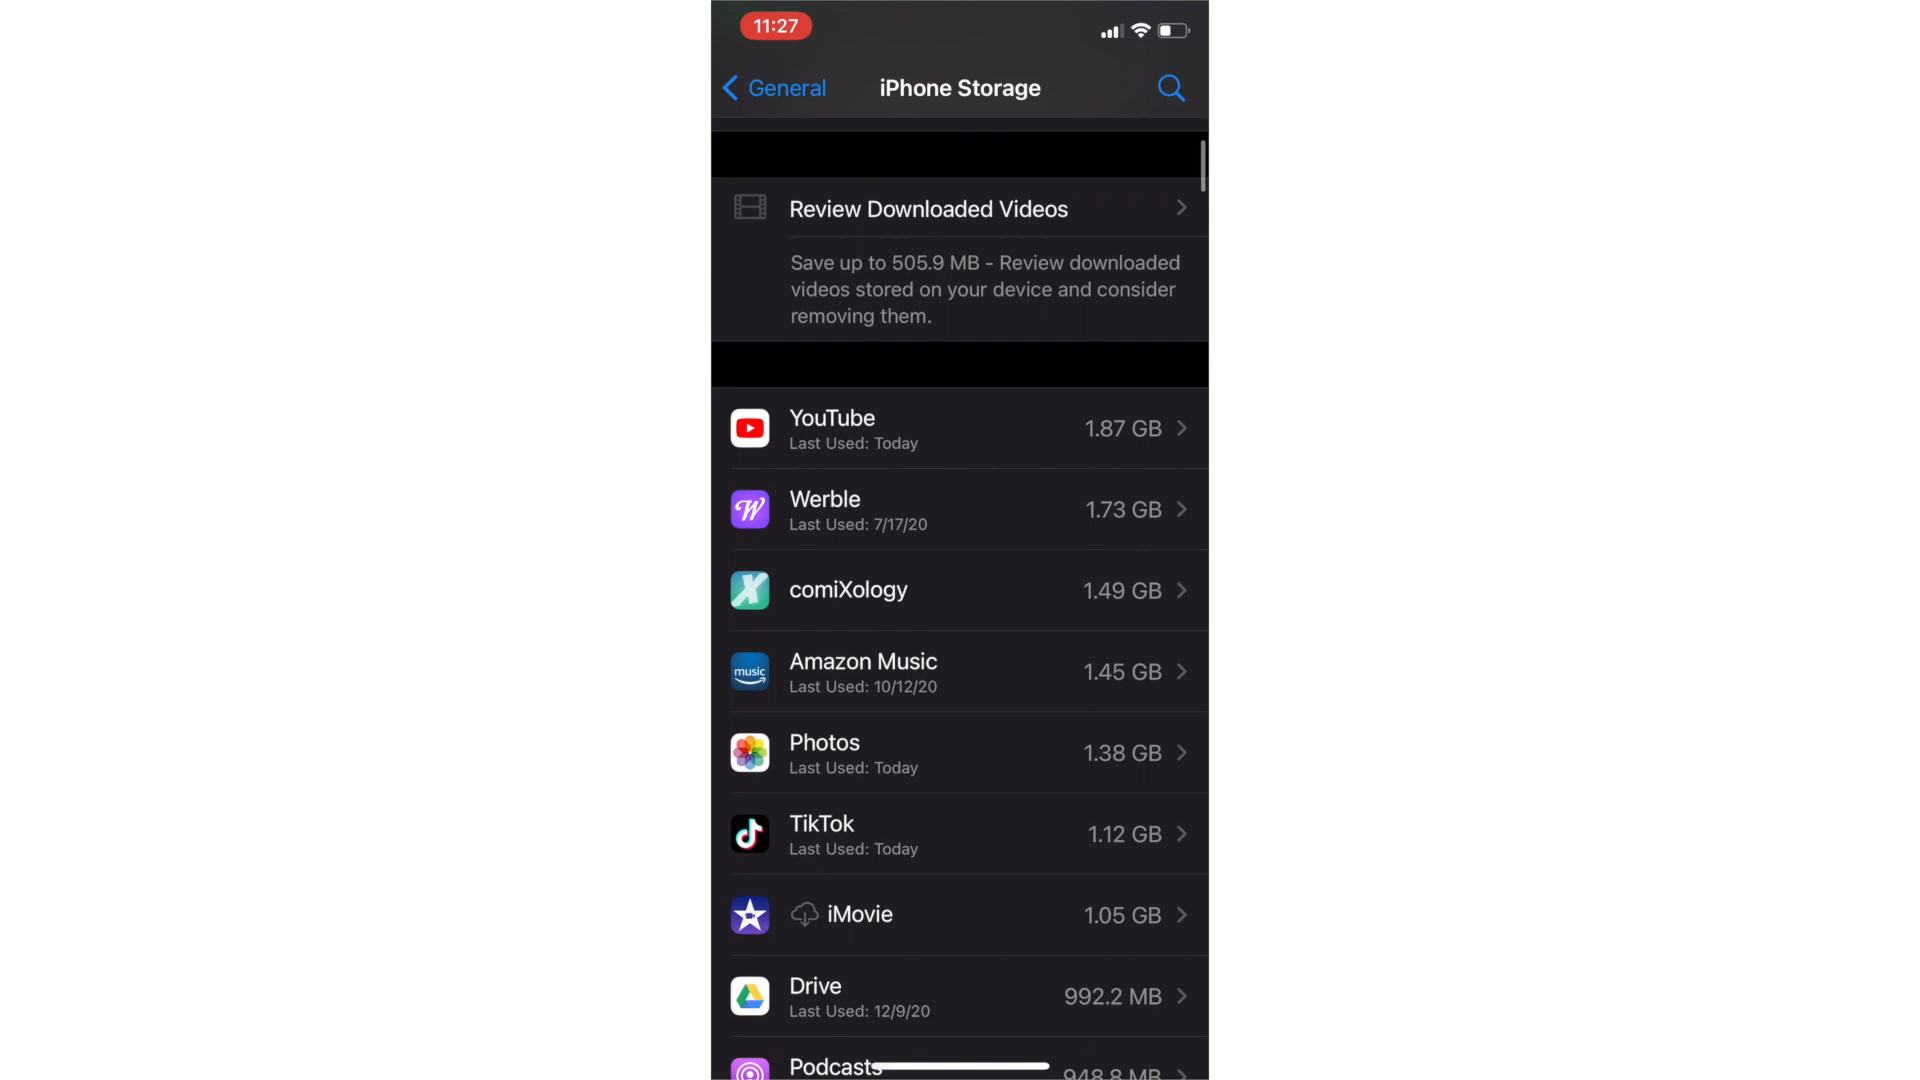 11:27
General
iPhone Storage
Review Downloaded Videos
Save up to 505.9 MB - Review downloaded
videos stored on your device and consider
removing them.
YouTube
1.87 GB
Last Used: Today
W
Werble
1.73 GB
Last Used: 7/17/20
X
comiXology
1.49 GB
music
Amazon Music
1.45 GB
Last Used: 10/12/20
Photos
1.38 GB
Last Used: Today
TikTok
1.12 GB
Last Used: Today
iMovie
1.05 GB
Drive
992.2 MB
Last Used: 12/9/20
Podcasts
948.8 MB